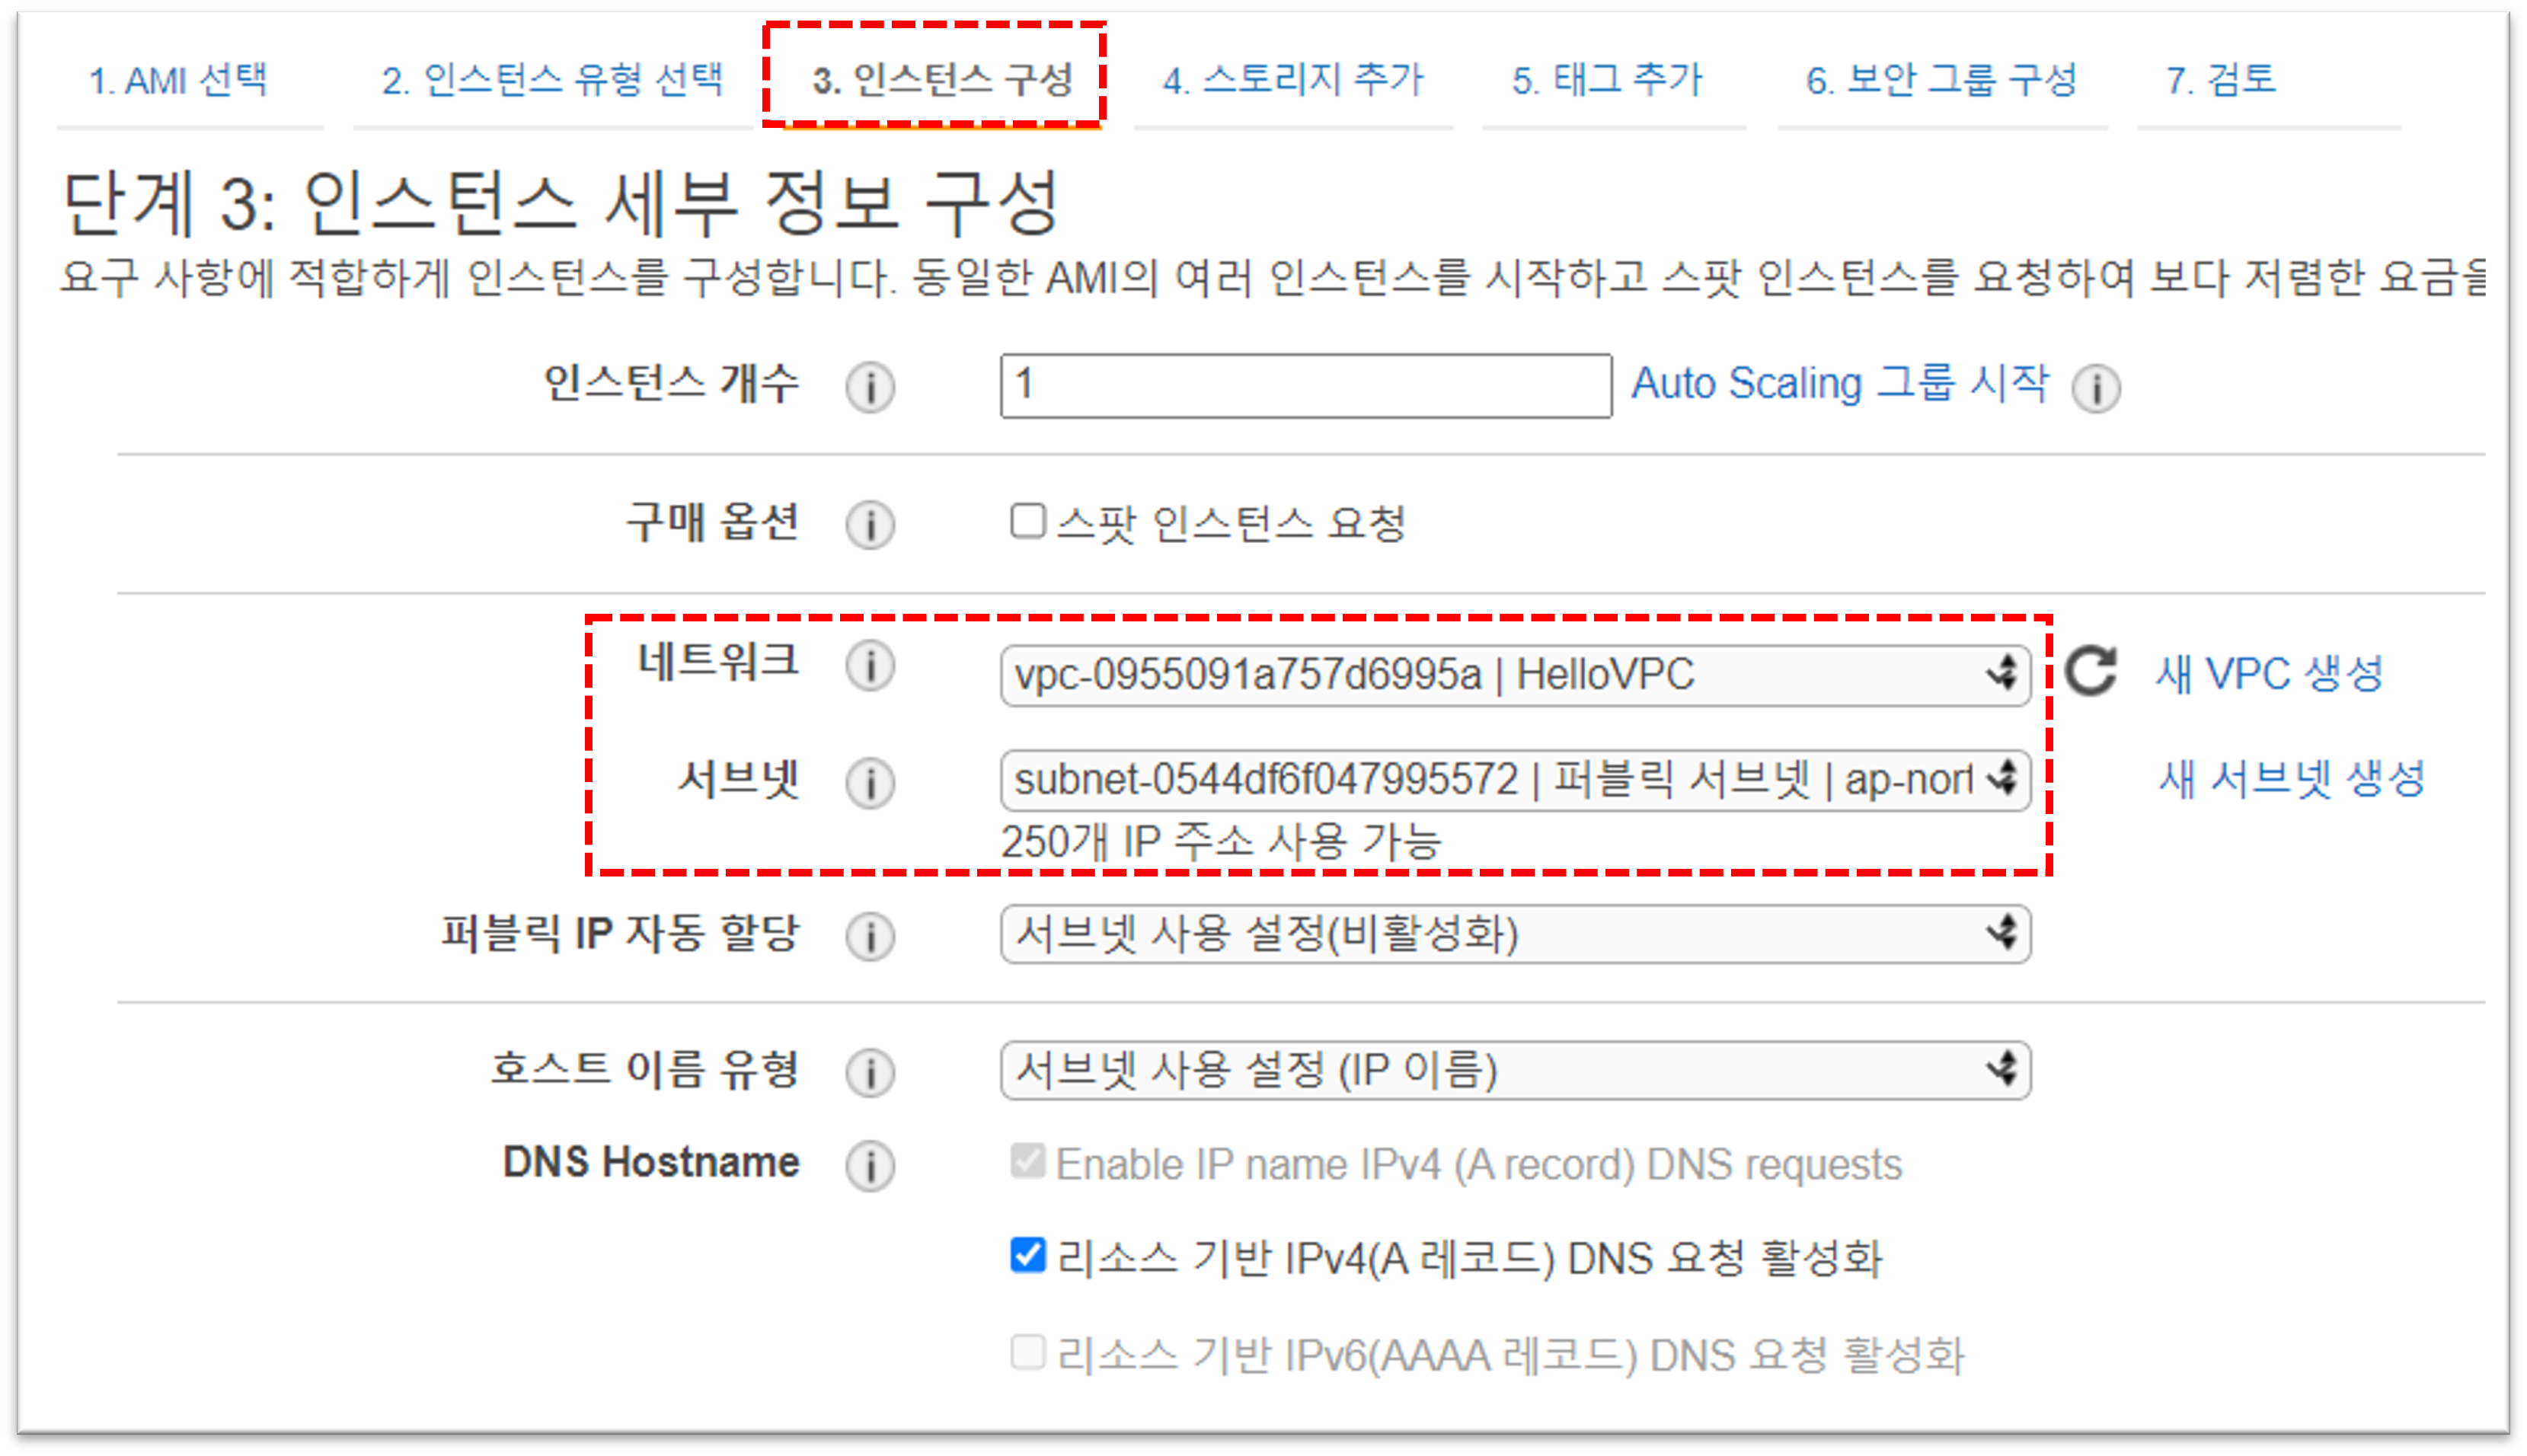 1. AMI 선택 2. 인스턴스 유형 선택 3. 인스턴스 구성 4. 스토리지 추가 5. 태그 추가 6. 보안 그룹 구성 7. 검토
단계 3: 인스턴스 세부 정보 구성
요구 사항에 적합하게 인스턴스를 구성합니다. 동일한 AMI의 여러 인스턴스를 시작하고 스팟 인스턴스를 요청하여 보다 저렴한 요금을
인스턴스 개수 1 Auto Scaling 그룹 시작
구매 옵션 스팟 인스턴스 요청
네트워크 vpc-0955091a757d6995a | HelloVPC 새 VPC 생성
서브넷 subnet-0544df6f047995572 | 퍼블릭 서브넷 | ap-nort 새 서브넷 생성
250개 IP 주소 사용 가능
퍼블릭 IP 자동 할당 서브넷 사용 설정(비활성화)
호스트 이름 유형 서브넷 사용 설정 (IP 이름)
DNS Hostname Enable IP name IPv4 (A record) DNS requests
리소스 기반 IPv4(A 레코드) DNS 요청 활성화
리소스 기반 IPv6(AAAA 레코드) DNS 요청 활성화